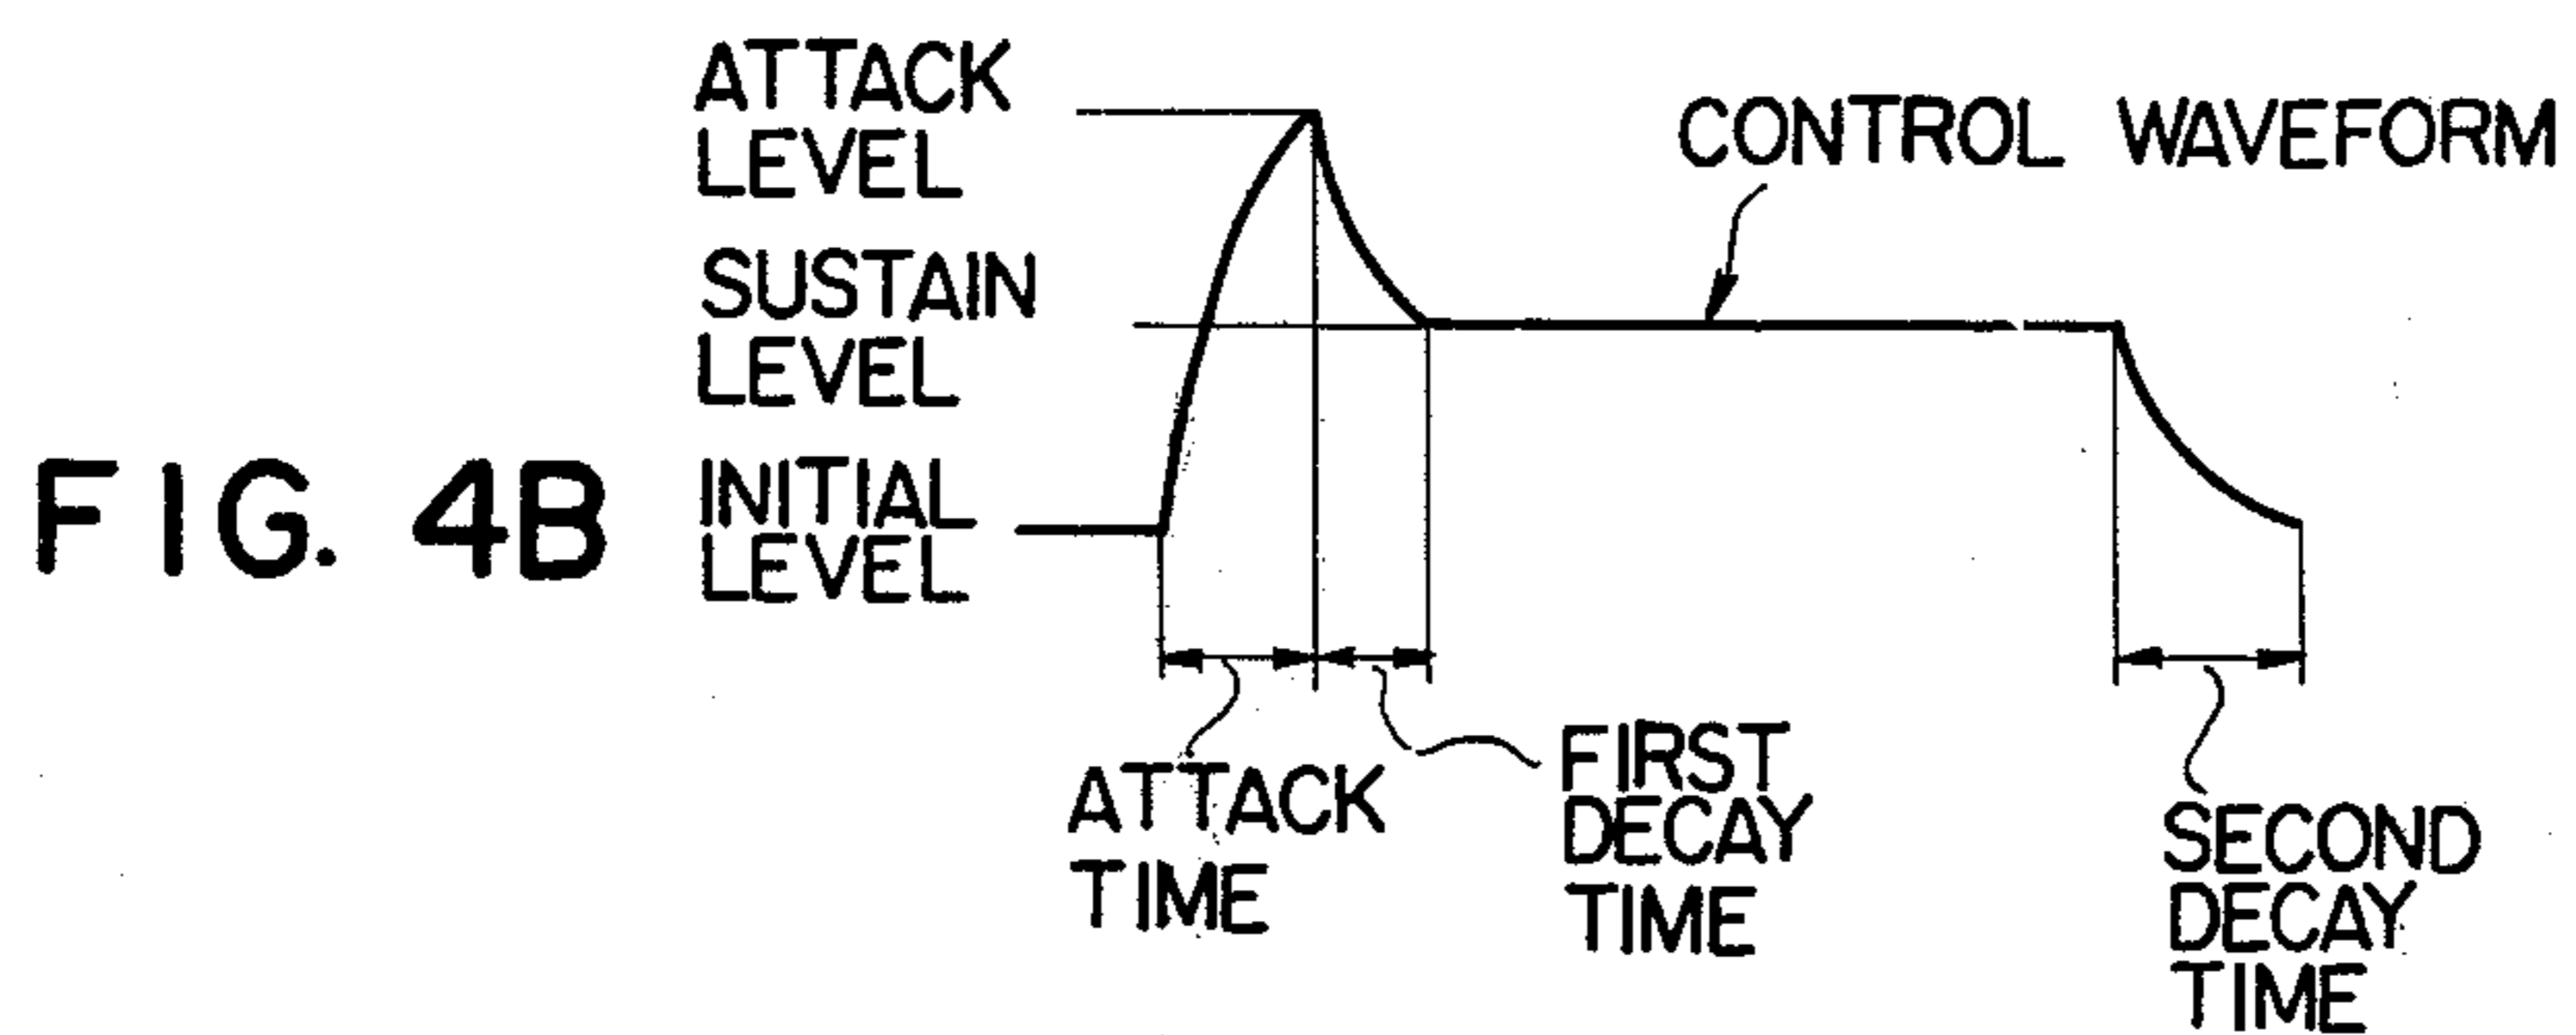 ATTACK
LEVEL
CONTROL WAVEFORM
SUSTAIN
LEVEL
FIG. 4B
INITIAL
LEVEL
ATTACK
TIME
FIRST
DECAY
TIME
SECOND
DECAY
TIME